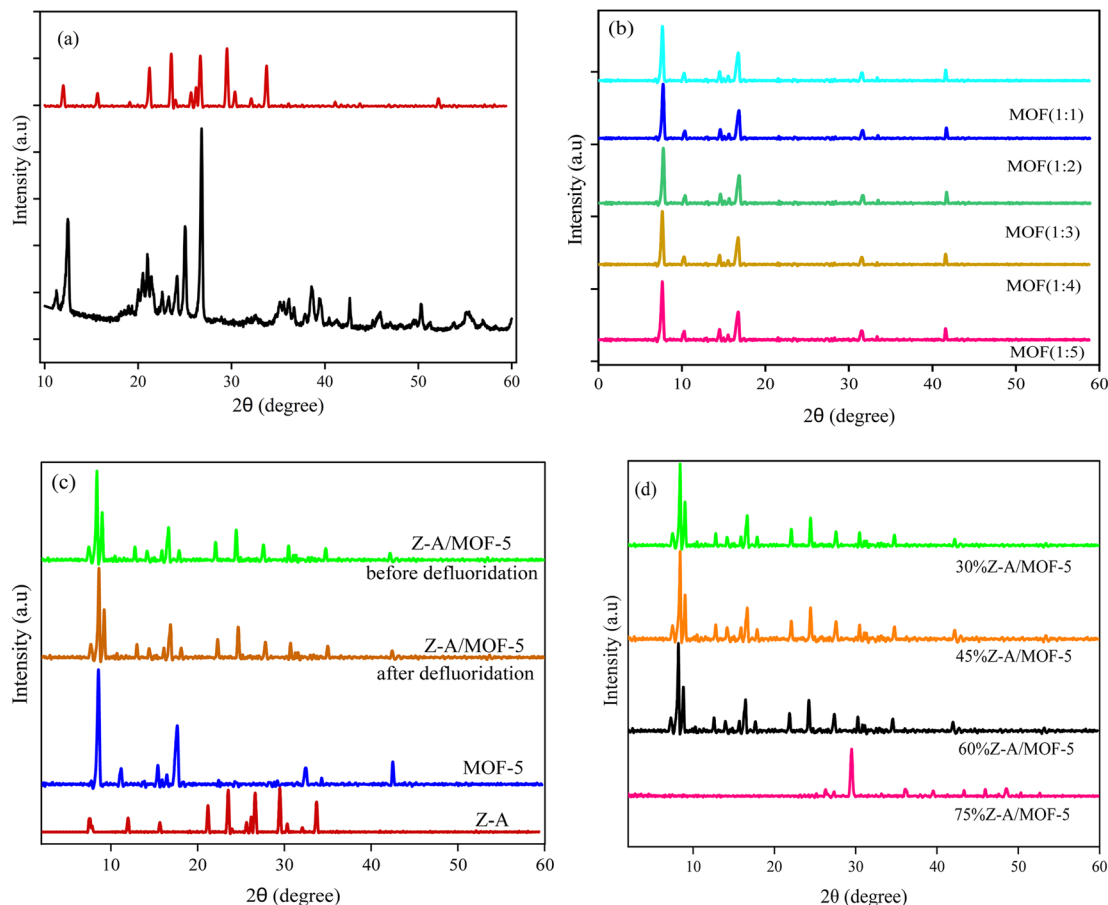 (a)
Intensity (a.u)
10 20 30 40 50 60
2θ (degree)
(b)
Intensity (a.u)
MOF(1:1)
MOF(1:2)
MOF(1:3)
MOF(1:4)
MOF(1:5)
0 10 20 30 40 50 60
2θ (degree)
(c)
Intensity (a.u)
Z-A/MOF-5
before defluoridation
Z-A/MOF-5
after defluoridation
MOF-5
Z-A
10 20 30 40 50 60
2θ (degree)
(d)
Intensity (a.u)
30%Z-A/MOF-5
45%Z-A/MOF-5
60%Z-A/MOF-5
75%Z-A/MOF-5
10 20 30 40 50 60
2θ (degree)